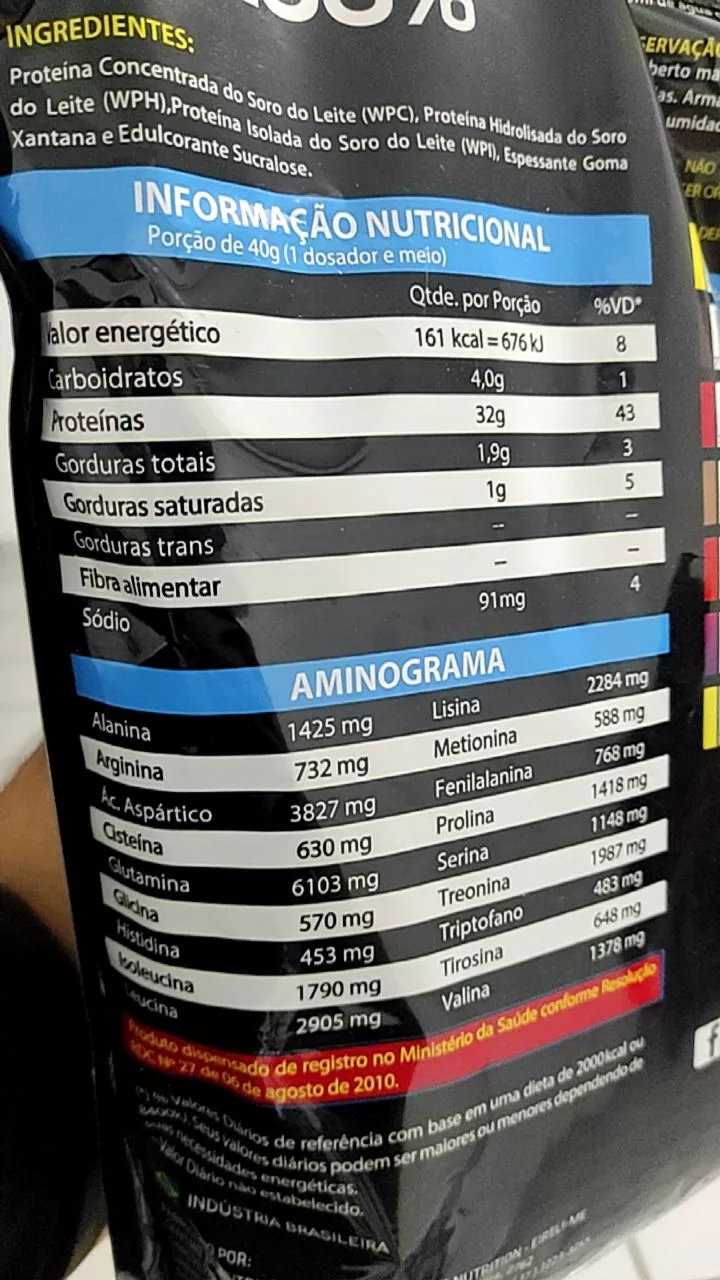 INGREDIENTES:
Proteína Concentrada do Soro do Leite (WPC), Proteína Hidrolisada do Soro
do Leite (WPH),Proteína Isolada do Soro do Leite (WPI), Espessante Goma
Xantana e Edulcorante Sucralose.
INFORMAÇÃO NUTRICIONAL
Porção de 40g (1 dosador e meio)
Qtde. por Porção %VD*
Valor energético 161 kcal = 676 kJ 8
Carboidratos 4,0g 1
Proteínas 32g 43
Gorduras totais 1,9g 3
Gorduras saturadas 1g 5
Gorduras trans -- --
Fibra alimentar -- --
Sódio 91mg 4
AMINOGRAMA
Alanina 1425 mg Lisina 2284 mg
Arginina 732 mg Metionina 588 mg
Ác. Aspártico 3827 mg Fenilalanina 768 mg
Cisteína 630 mg Prolina 1418 mg
Glutamina 6103 mg Serina 1148 mg
Glicina 570 mg Treonina 1987 mg
Histidina 453 mg Triptofano 483 mg
Isoleucina 1790 mg Tirosina 648 mg
Leucina 2905 mg Valina 1378 mg
Produto dispensado de registro no Ministério da Saúde conforme Resolução
RDC Nº 27 de 06 de agosto de 2010.
(*) % Valores Diários de referência com base em uma dieta de 2000kcal ou
8400kJ. Seus valores diários podem ser maiores ou menores dependendo de
suas necessidades energéticas.
Valor Diário não estabelecido.
INDÚSTRIA BRASILEIRA
POR:
NUTRITION - EIRELI-ME
berto
umidad
NÃO
f